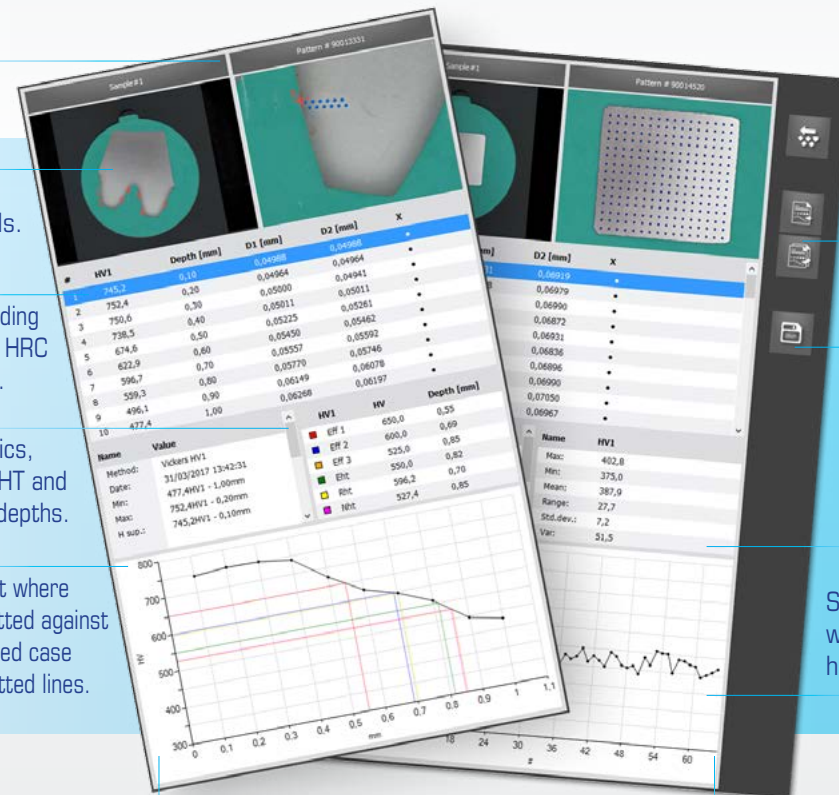 Sample#1
Pattern # 90013331
# HV1 Depth [mm] D1 [mm] D2 [mm] X
1 745,2 0,10 0,04988 0,04988
2 752,4 0,20 0,04964 0,04964
3 750,6 0,30 0,05000 0,04941
4 738,5 0,40 0,05011 0,05011
5 674,6 0,50 0,05225 0,05261
6 622,9 0,60 0,05450 0,05462
7 596,7 0,70 0,05557 0,05592
8 559,3 0,80 0,05770 0,05746
9 496,1 0,90 0,06149 0,06078
10 477,4 1,00 0,06268 0,06197
Name Value
Method: Vickers HV1
Date: 31/03/2017 13:42:31
Min: 477,4HV1 - 1,00mm
Max: 752,4HV1 - 0,20mm
H sup.: 745,2HV1 - 0,10mm
HV1 HV Depth [mm]
Eff 1 650,0 0,55
Eff 2 600,0 0,69
Eff 3 525,0 0,85
Eht 550,0 0,82
Rht 596,2 0,70
Nht 527,4 0,85
HV
800
700
600
500
400
300
0 0,1 0,2 0,3 0,4 0,5 0,6 0,7 0,8 0,9 1 1,1
mm
Sample#1
Pattern # 90014520
D2 [mm] X
0,06919
0,06979
0,06990
0,06872
0,06931
0,06836
0,06896
0,06990
0,07050
0,06967
Name HV1
Max: 402,8
Min: 375,0
Mean: 387,9
Range: 27,7
Std.dev.: 7,2
Var: 51,5
18 24 30 36 42 48 54 60
#
ls.
ding
HRC
ics,
HT and
depths.
t where
tted against
ed case
tted lines.
S
w
h